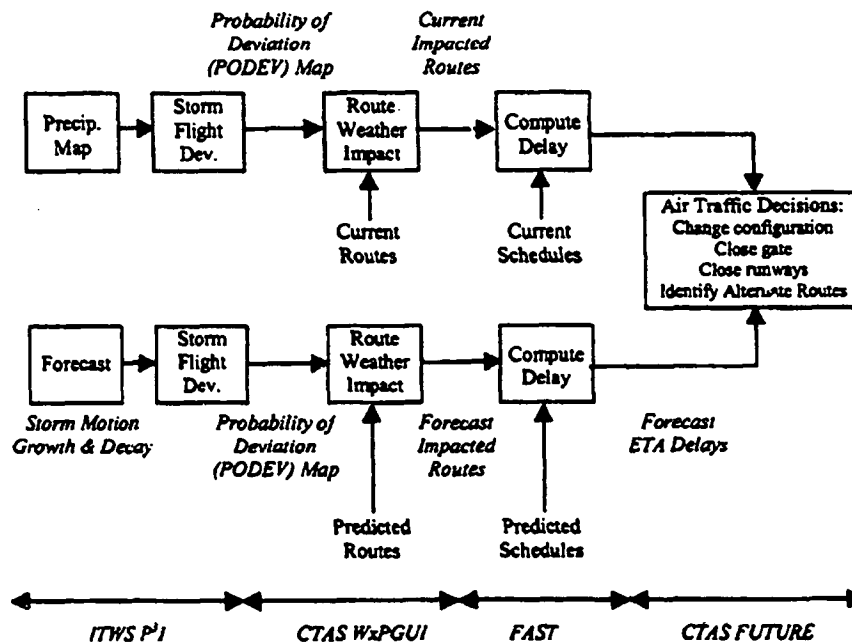 Probability of
Deviation
(PODEV) Map
Current
Impacted
Routes
Precip.
Map
Storm
Flight
Dev.
Route
Weather
Impact
Compute
Delay
Current
Routes
Current
Schedules
Air Traffic Decisions:
Change configuration
Close gate
Close runways
Identify Alternate Routes
Forecast
Storm
Flight
Dev.
Route
Weather
Impact
Compute
Delay
Storm Motion
Growth & Decay
Probability of
Deviation
(PODEV) Map
Forecast
Impacted
Routes
Forecast
ETA Delays
Predicted
Routes
Predicted
Schedules
ITWS P³I
CTAS WxPGUI
FAST
CTAS FUTURE